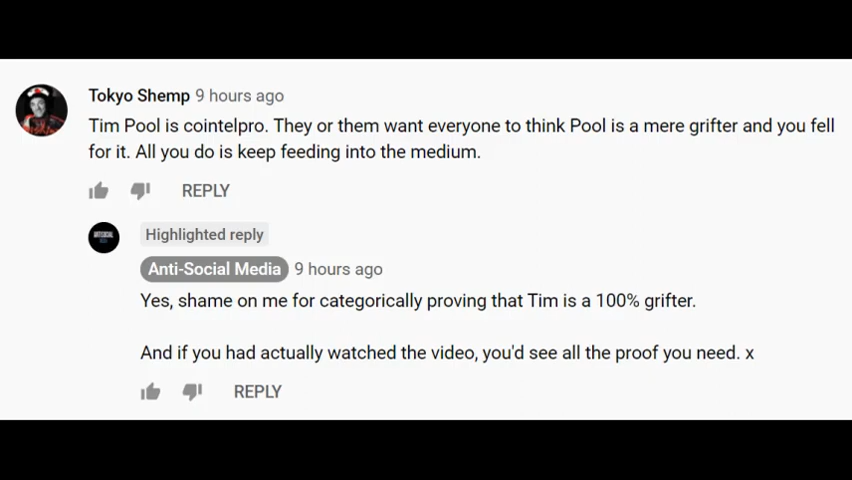 Tokyo Shemp 9 hours ago
Tim Pool is cointelpro. They or them want everyone to think Pool is a mere grifter and you fell
for it. All you do is keep feeding into the medium.
REPLY
Highlighted reply
Anti-Social Media 9 hours ago
Yes, shame on me for categorically proving that Tim is a 100% grifter.
And if you had actually watched the video, you'd see all the proof you need. x
REPLY